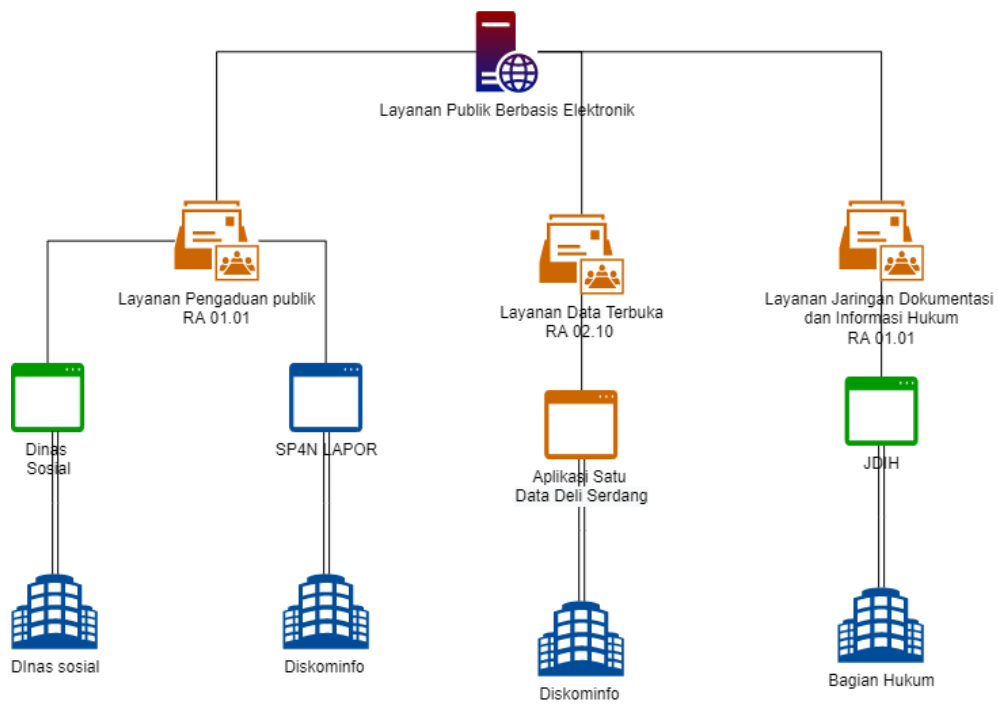 Layanan Publik Berbasis Elektronik
Layanan Pengaduan publik
RA 01.01
Layanan Data Terbuka
RA 02.10
Layanan Jaringan Dokumentasi
dan Informasi Hukum
RA 01.01
Dinas
Sosial
SP4N LAPOR
Aplikasi Satu
Data Deli Serdang
JDIH
DInas sosial
Diskominfo
Diskominfo
Bagian Hukum